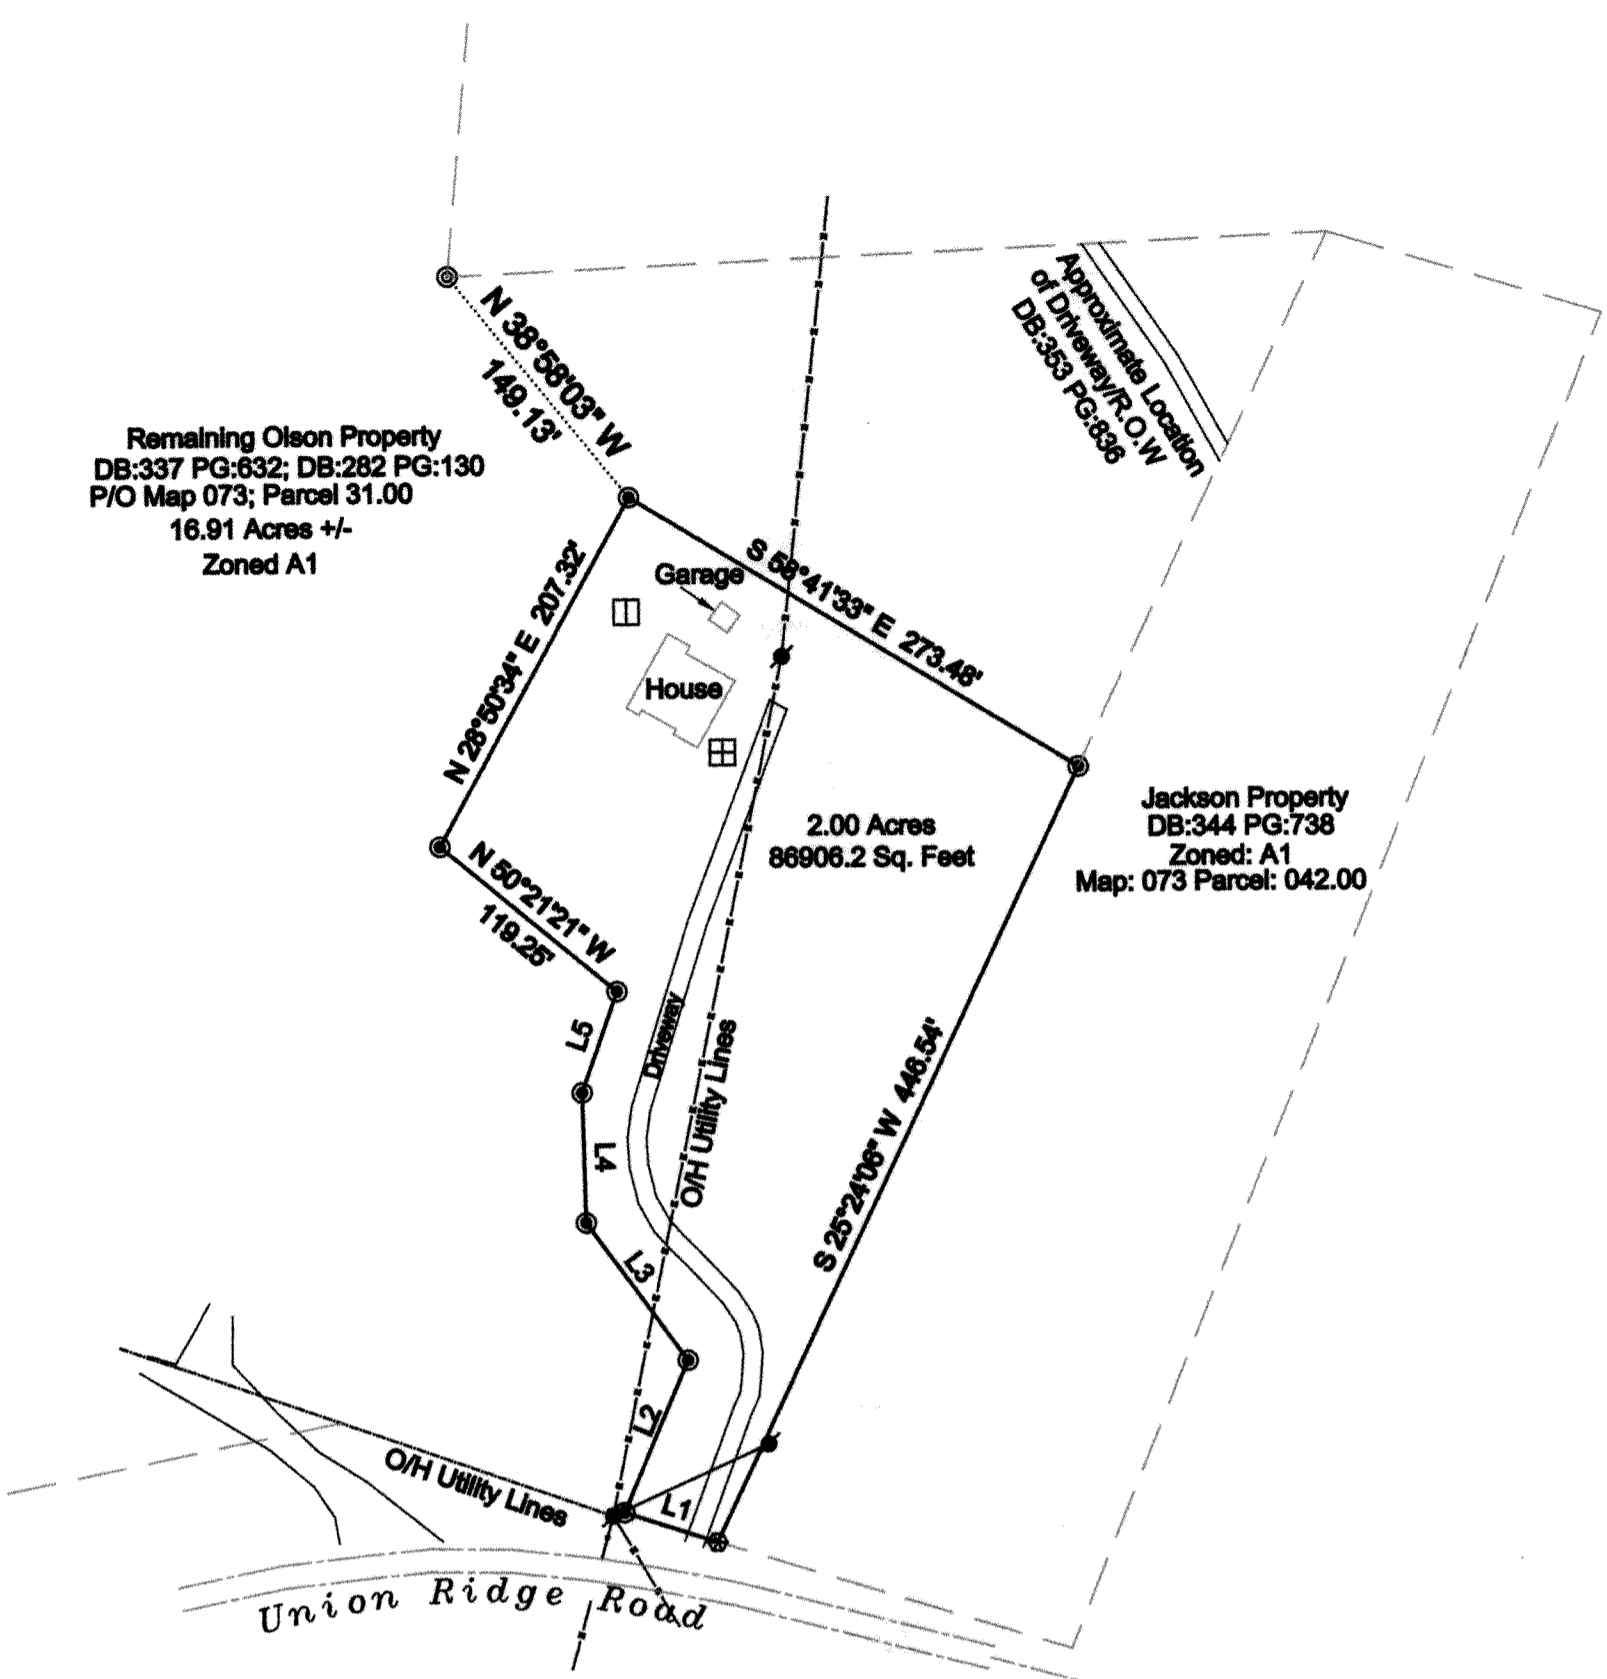 N 38°58'03" W
149.13'
Approximate Location
of Driveway/R.O.W
DB:353 PG:836
Remaining Olson Property
DB:337 PG:632; DB:282 PG:130
P/O Map 073; Parcel 31.00
16.91 Acres +/-
Zoned A1
S 58°41'33" E 273.48'
Garage
N 28°50'34" E 207.32'
House
2.00 Acres
86906.2 Sq. Feet
Jackson Property
DB:344 PG:738
Zoned: A1
Map: 073 Parcel: 042.00
N 50°21'21" W
119.25'
L5
Driveway
O/H Utility Lines
S 25°24'06" W 446.54'
L4
L3
L2
L1
O/H Utility Lines
Union Ridge Road